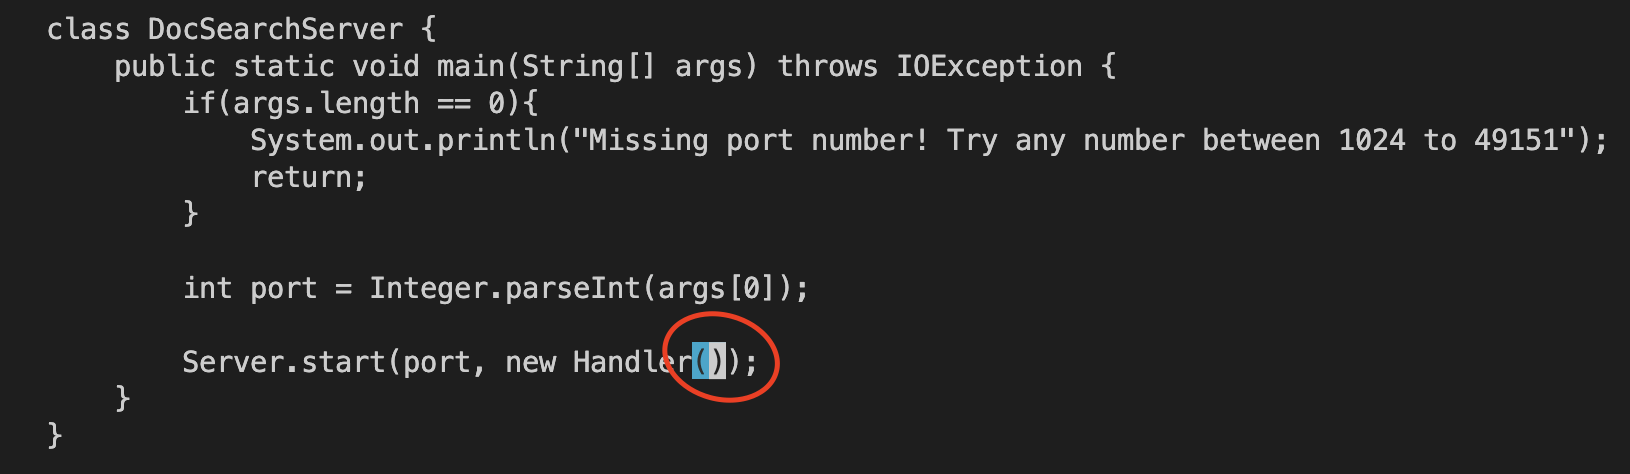 class DocSearchServer {
    public static void main(String[] args) throws IOException {
        if(args.length == 0){
            System.out.println("Missing port number! Try any number between 1024 to 49151");
            return;
        }

        int port = Integer.parseInt(args[0]);

        Server.start(port, new Handler());
    }
}